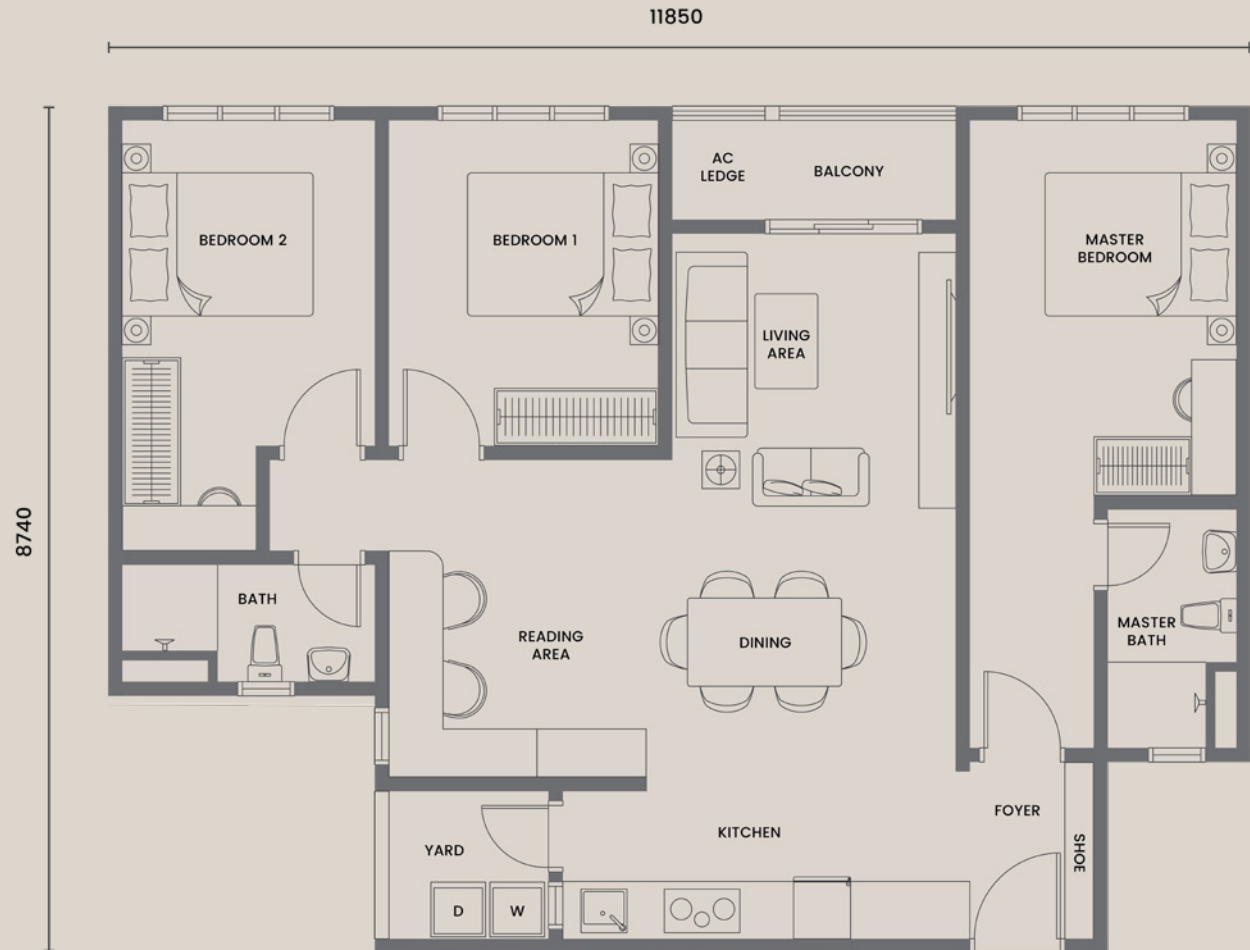 11850
8740
AC
LEDGE
BALCONY
BEDROOM 2
BEDROOM 1
MASTER
BEDROOM
LIVING
AREA
BATH
READING
AREA
DINING
MASTER
BATH
FOYER
KITCHEN
YARD
SHOE
D
W